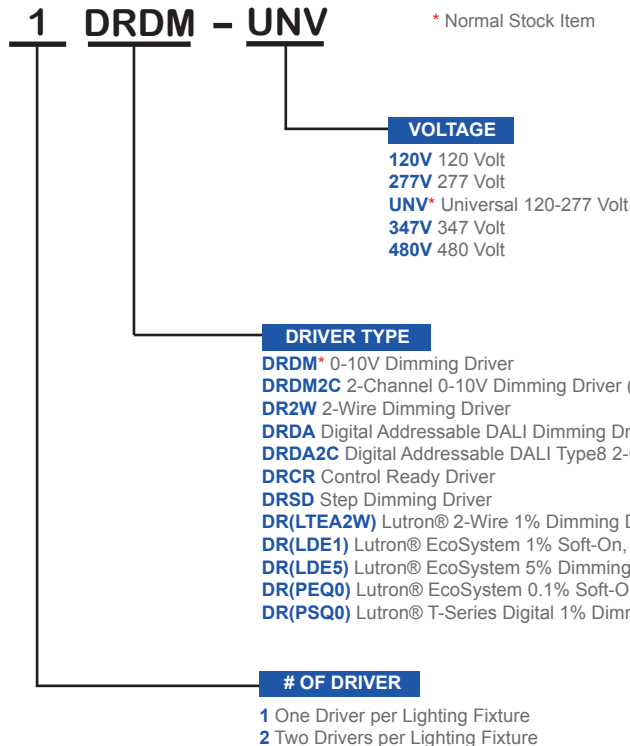 1 DRDM – UNV
* Normal Stock Item
VOLTAGE
120V 120 Volt
277V 277 Volt
UNV* Universal 120-277 Volt
347V 347 Volt
480V 480 Volt
DRIVER TYPE
DRDM* 0-10V Dimming Driver
DRDM2C 2-Channel 0-10V Dimming Driver (
DR2W 2-Wire Dimming Driver
DRDA Digital Addressable DALI Dimming
DRDA2C Digital Addressable DALI Type8
DRCR Control Ready Driver
DRSD Step Dimming Driver
DR(LTEA2W) Lutron® 2-Wire 1% Dimming
DR(LDE1) Lutron® EcoSystem 1% Soft-On,
DR(LDE5) Lutron® EcoSystem 5% Dimming
DR(PEQ0) Lutron® EcoSystem 0.1%
DR(PSQ0) Lutron® T-Series Digital 1%
# OF DRIVER
1 One Driver per Lighting Fixture
2 Two Drivers per Lighting Fixture